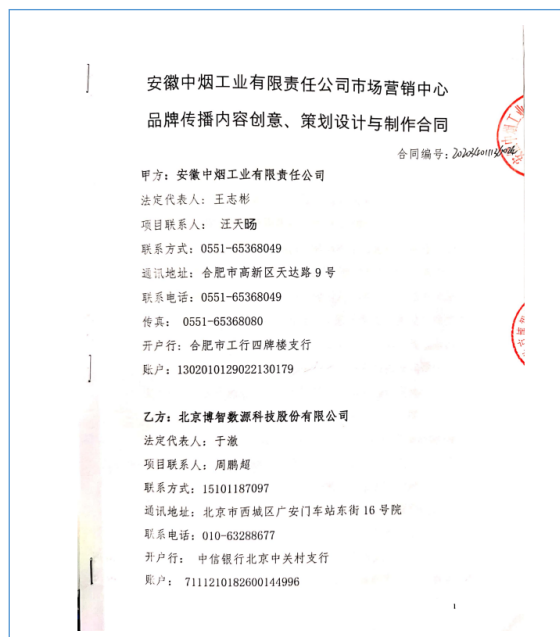 安徽中烟工业有限责任公司市场营销中心
品牌传播内容创意、策划设计与制作合同
合同编号:
甲方: 安徽中烟工业有限责任公司
法定代表人: 王志彬
项目联系人: 汪天旸
联系方式: 0551-65368049
通讯地址: 合肥市高新区天达路 9 号
联系电话: 0551-65368049
传真: 0551-65368080
开户行: 合肥市工行四牌楼支行
账户: 1302010129022130179
乙方: 北京博智数源科技股份有限公司
法定代表人: 于澈
项目联系人: 周鹏超
联系方式: 15101187097
通讯地址: 北京市西城区广安门车站东街 16 号院
联系电话: 010-63288677
开户行: 中信银行北京中关村支行
账户: 7111210182600144996
1